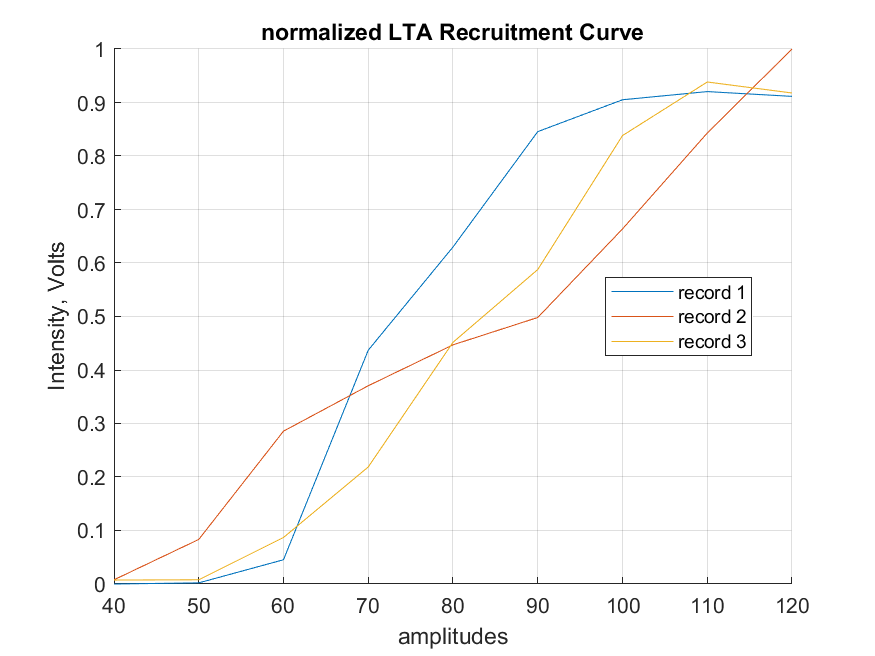 normalized LTA Recruitment Curve
1
0.9
0.8
0.7
0.6
0.5
0.4
0.3
0.2
0.1
0
Intensity, Volts
record 1
record 2
record 3
40 50 60 70 80 90 100 110 120
amplitudes